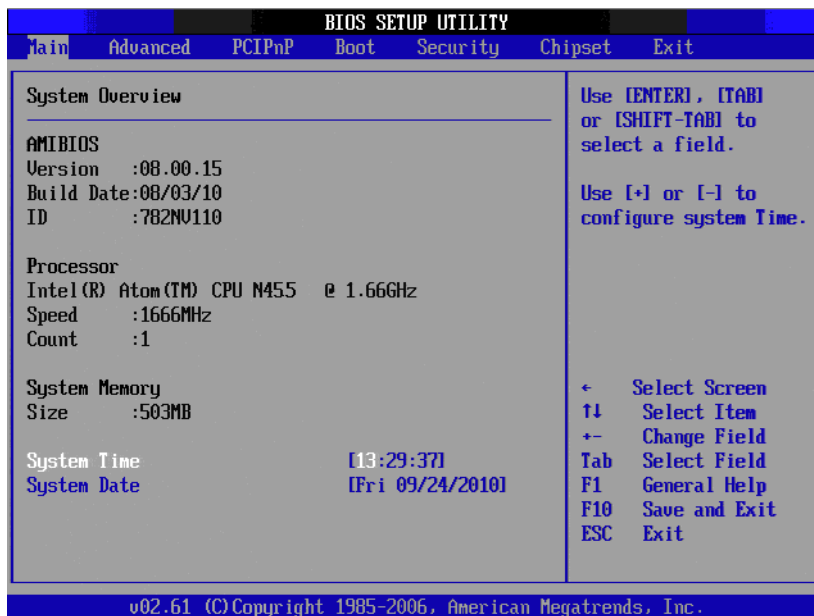 BIOS SETUP UTILITY
Main Advanced PCIPnP Boot Security Chipset Exit
System Overview
AMIBIOS
Version :08.00.15
Build Date:08/03/10
ID :782NV110
Processor
Intel(R) Atom(TM) CPU N455 @ 1.66GHz
Speed :1666MHz
Count :1
System Memory
Size :503MB
System Time [13:29:37]
System Date [Fri 09/24/2010]
Use [ENTER], [TAB]
or [SHIFT-TAB] to
select a field.
Use [+] or [-] to
configure system Time.
← Select Screen
↑↓ Select Item
+- Change Field
Tab Select Field
F1 General Help
F10 Save and Exit
ESC Exit
v02.61 (C)Copyright 1985-2006, American Megatrends, Inc.